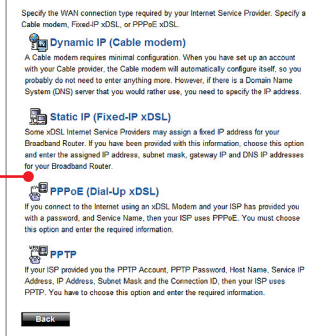 Specify the WAN connection type required by your Internet Service Provider. Specify a
Cable modem, Fixed-IP xDSL, or PPPoE xDSL.
Dynamic IP (Cable modem)
A Cable modem requires minimal configuration. When you have set up an account
with your Cable provider, the Cable modem will automatically configure itself, so you
probably do not need to enter anything more. However, if there is a Domain Name
System (DNS) server that you would rather use, you need to specify the IP address.
Static IP (Fixed-IP xDSL)
Some xDSL Internet Service Providers may assign a fixed IP address for your
Broadband Router. If you have been provided with this information, choose this option
and enter the assigned IP address, subnet mask, gateway IP and DNS IP addresses
for your Broadband Router.
PPPoE (Dial-Up xDSL)
If you connect to the Internet using an xDSL Modem and your ISP has provided you
with a password, and Service Name, then your ISP uses PPPoE. You must choose
this option and enter the required information.
PPTP
If your ISP provided you the PPTP Account, PPTP Password, Host Name, Service IP
Address, IP Address, Subnet Mask and the Connection ID, then your ISP uses
PPTP. You have to choose this option and enter the required information.
Back